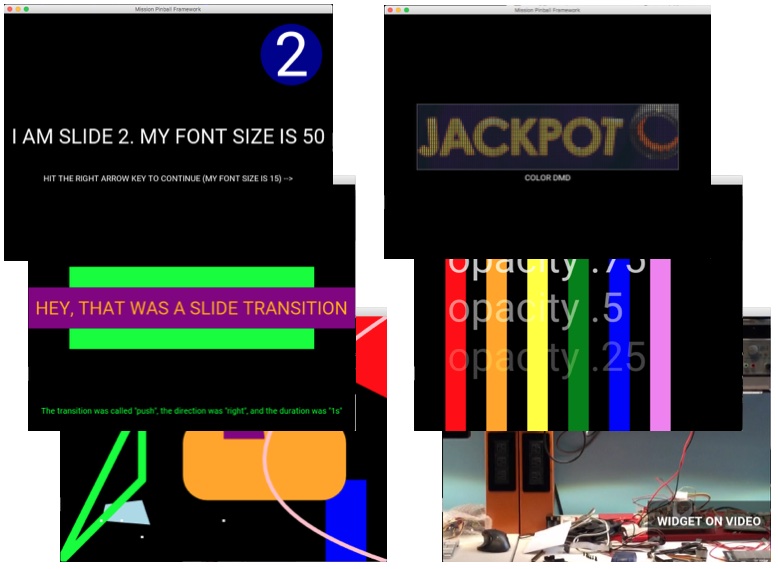 Mission Pinball Framework
2
I AM SLIDE 2. MY FONT SIZE IS 50
HIT THE RIGHT ARROW KEY TO CONTINUE (MY FONT SIZE IS 15) -->
HEY, THAT WAS A SLIDE TRANSITION
The transition was called "push", the direction was "right", and the duration was "1s"
Mission Pinball Framework
JACKPOT
COLOR DMD
opacity .75
opacity .5
opacity .25
WIDGET ON VIDEO